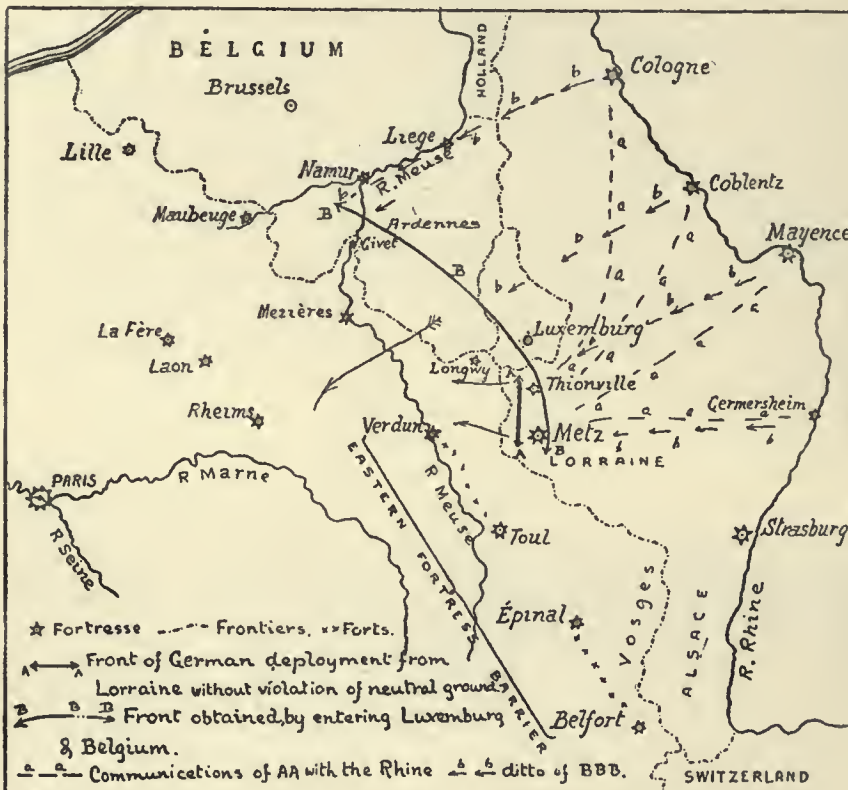 BÉLGIUM
Brussels
Lille
HOLLAND
b b Cologne
Liege
b
a
Namur
R. Meuse
b
B
Maubeuge
Ardennes
Givet
Coblentz
Mayence
Mezières
B
Luxemburg
La Fère
Laon
Longwy
Thionville
Rheims
Verdun
Metz
Germersheim
A
B
LORRAINE
PARIS
R Marne
R Seine
R Meuse
EASTERN FORTRESS BARRIER
Toul
Strasburg
Épinal
Vosges
ALSACE
R. Rhine
Belfort
SWITZERLAND
Fortresse Frontiers. Forts.
A A Front of German deployment from
Lorraine without violation of neutral ground.
B B B Front obtained, by entering Luxemburg
& Belgium.
a a Communications of AA with the Rhine b b ditto of BBB.